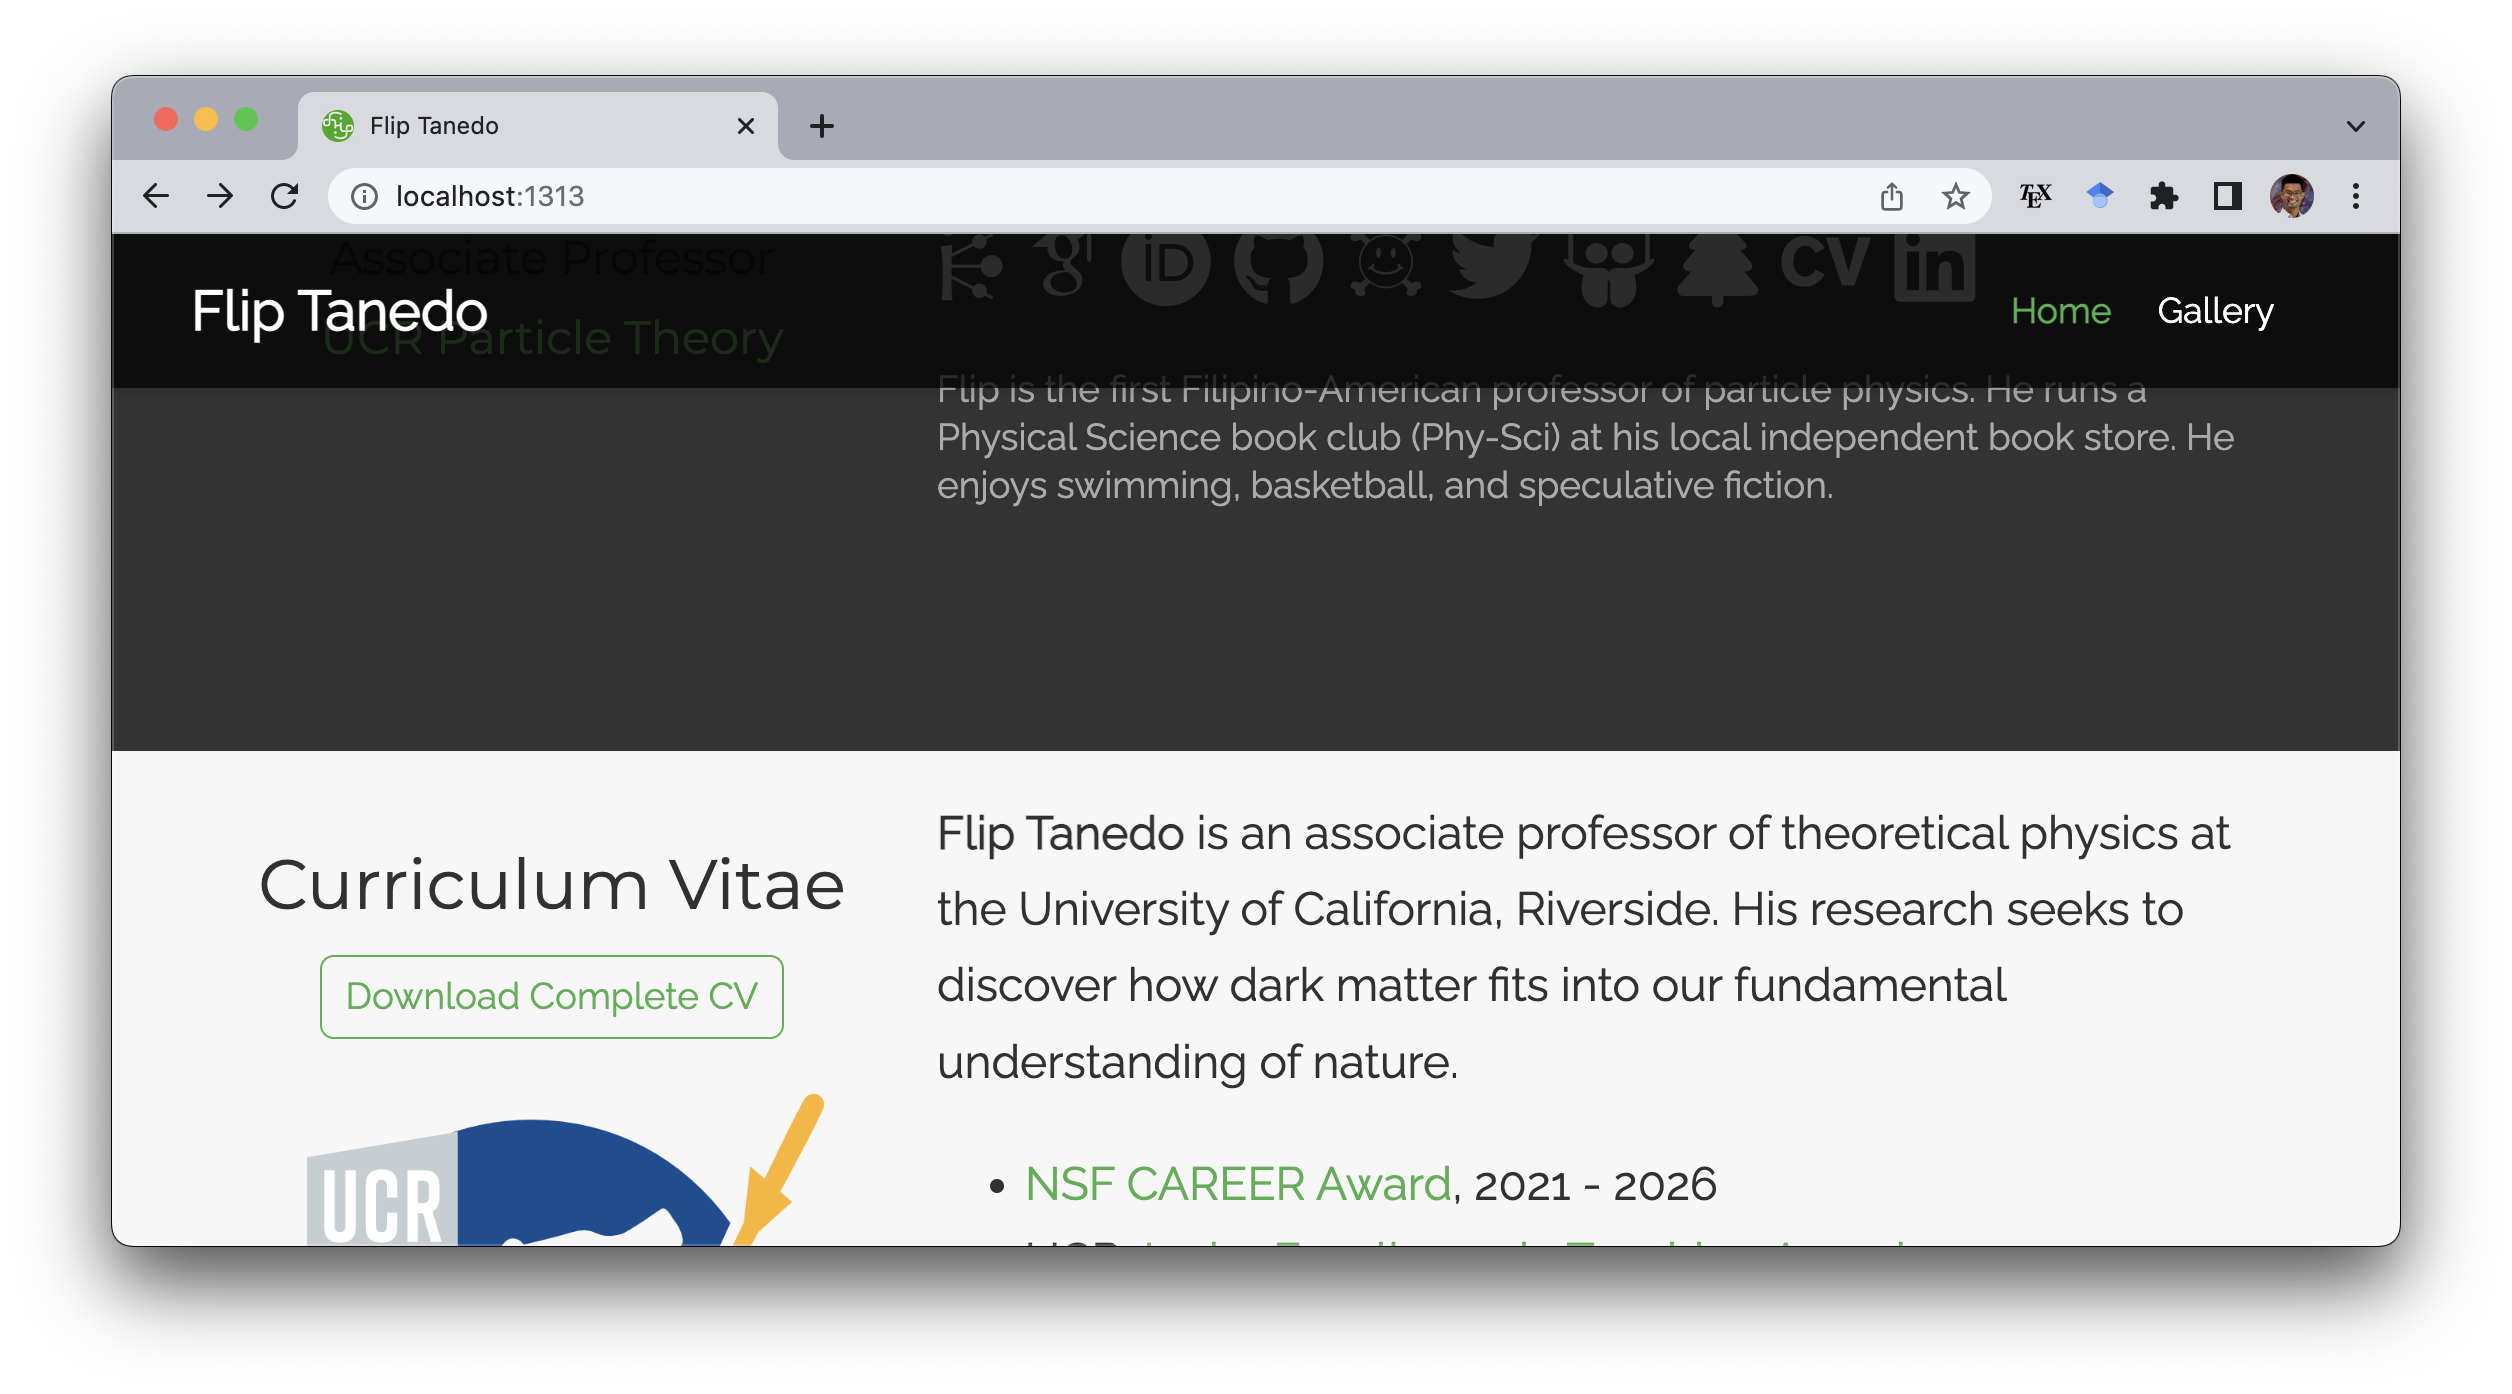 Flip Tanedo
localhost:1313
TEX
Associate Professor
iD
CV
in
Flip Tanedo
Home
Gallery
UCR Particle Theory
Flip is the first Filipino-American professor of particle physics. He runs a
Physical Science book club (Phy-Sci) at his local independent book store. He
enjoys swimming, basketball, and speculative fiction.
Curriculum Vitae
Download Complete CV
UCR
Flip Tanedo is an associate professor of theoretical physics at
the University of California, Riverside. His research seeks to
discover how dark matter fits into our fundamental
understanding of nature.
• NSF CAREER Award, 2021 - 2026